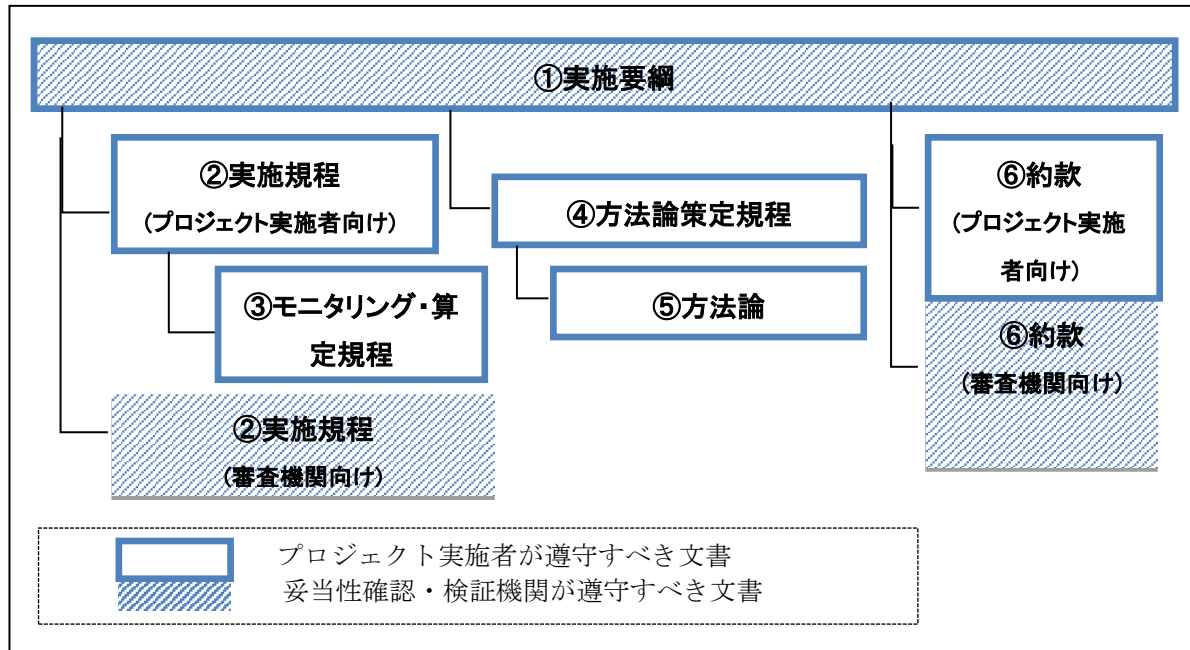 ①実施要綱
②実施規程
(プロジェクト実施者向け)
③モニタリング・算
定規程
②実施規程
(審査機関向け)
④方法論策定規程
⑤方法論
⑥約款
(プロジェクト実施
者向け)
⑥約款
(審査機関向け)
プロジェクト実施者が遵守すべき文書
妥当性確認・検証機関が遵守すべき文書